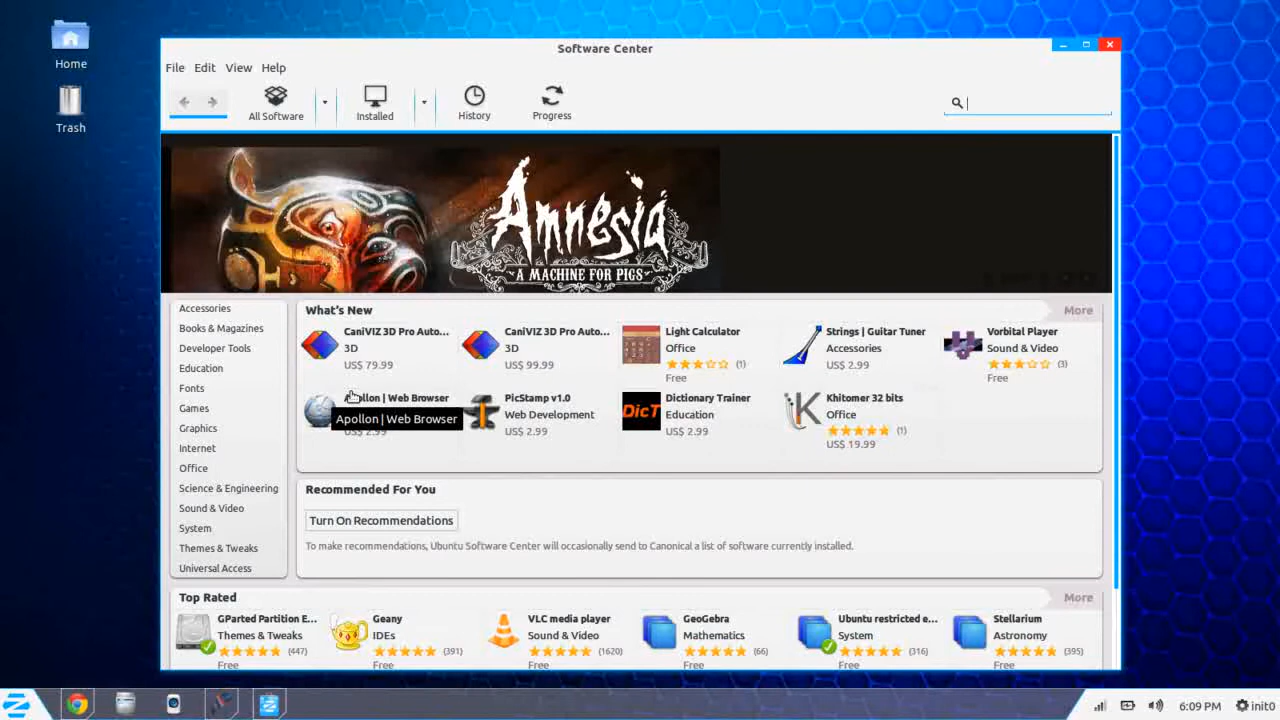 Home
Trash
Software Center
File Edit View Help
All Software Installed History Progress
Amnesia
A MACHINE FOR PIGS
Accessories
Books & Magazines
Developer Tools
Education
Fonts
Games
Graphics
Internet
Office
Science & Engineering
Sound & Video
System
Themes & Tweaks
Universal Access
What's New More
CaniVIZ 3D Pro Auto...
3D
US$ 79.99
CaniVIZ 3D Pro Auto...
3D
US$ 99.99
Light Calculator
Office
(1)
Free
Strings | Guitar Tuner
Accessories
US$ 2.99
Vorbital Player
Sound & Video
(3)
Free
Apollon | Web Browser
Apollon | Web Browser
US$ 2.99
PicStamp v1.0
Web Development
US$ 2.99
DicT
Dictionary Trainer
Education
US$ 2.99
Khitomer 32 bits
Office
(1)
US$ 19.99
Recommended For You
Turn On Recommendations
To make recommendations, Ubuntu Software Center will occasionally send to Canonical a list of software currently installed.
Top Rated More
GParted Partition E...
Themes & Tweaks
(447)
Free
Geany
IDEs
(391)
Free
VLC media player
Sound & Video
(1620)
Free
GeoGebra
Mathematics
(66)
Free
Ubuntu restricted e...
System
(316)
Free
Stellarium
Astronomy
(395)
Free
6:09 PM init0